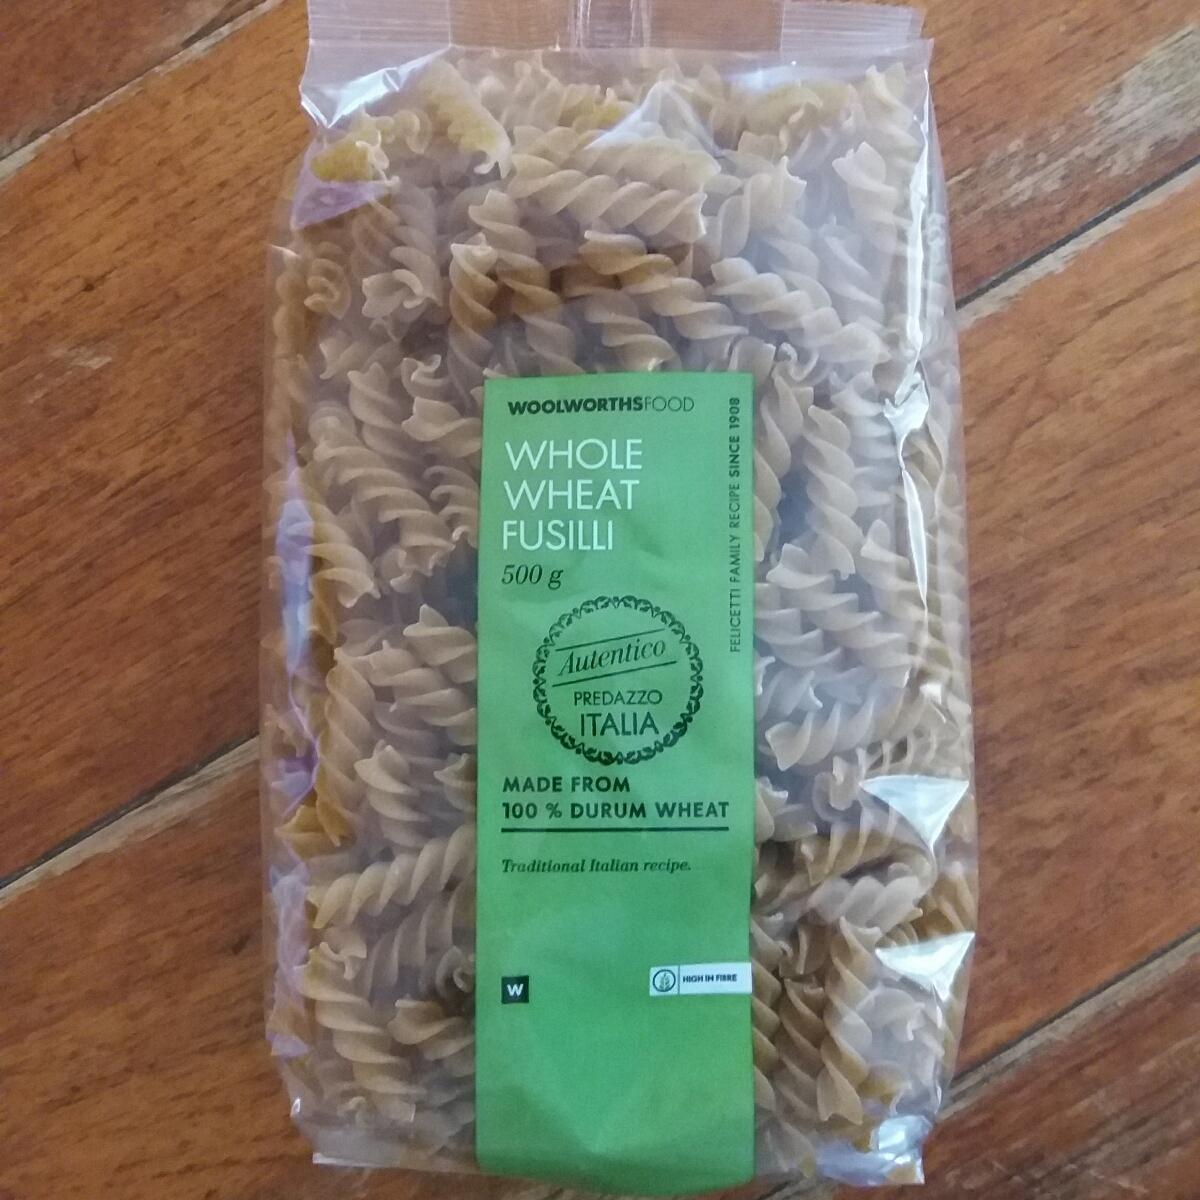 WOOLWORTHSFOOD
WHOLE
WHEAT
FUSILLI
500 g
FELICETTI FAMILY RECIPE SINCE 1908
Autentico
PREDAZZO
ITALIA
MADE FROM
100 % DURUM WHEAT
Traditional Italian recipe.
W
HIGH IN FIBRE